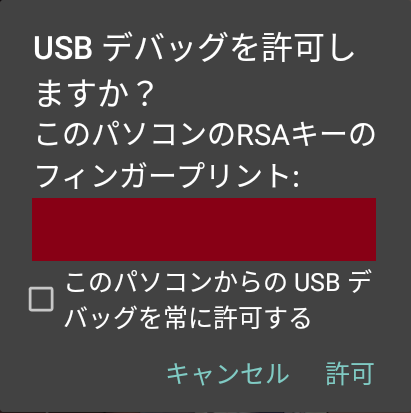 USB デバッグを許可し
ますか？
このパソコンのRSAキーの
フィンガープリント:
このパソコンからの USB デ
バッグを常に許可する
キャンセル 許可